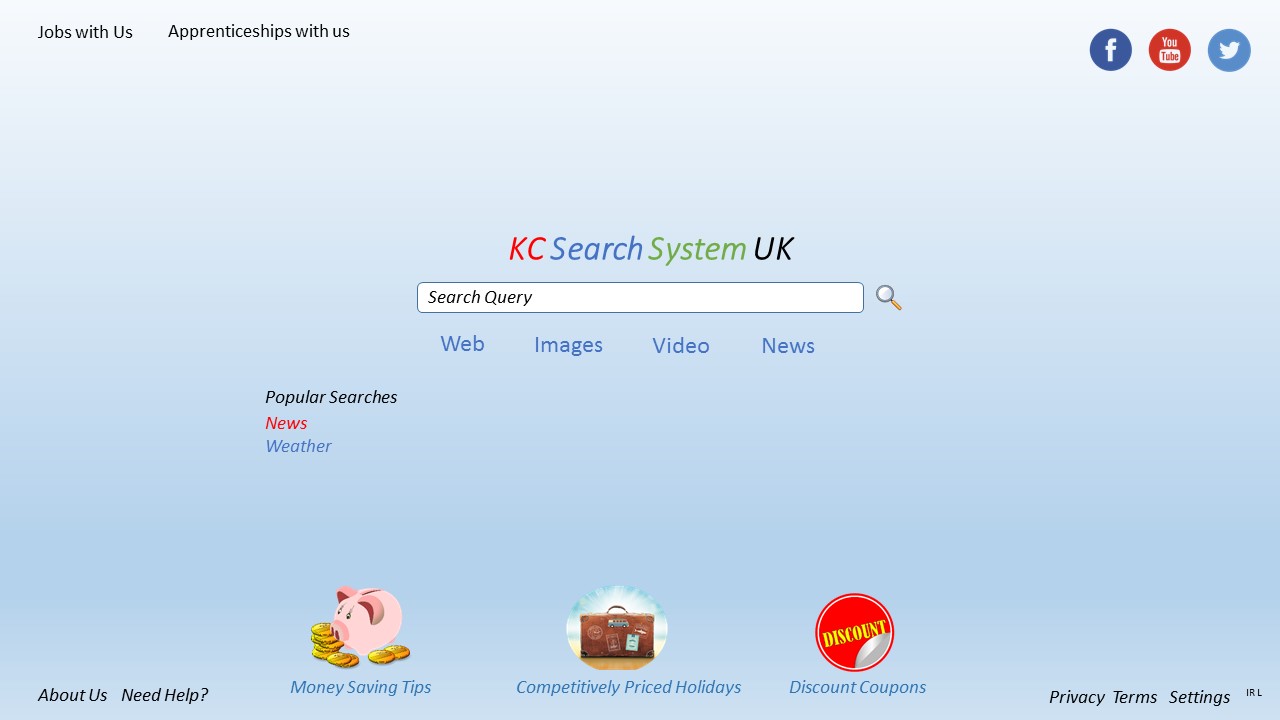 Jobs with Us
Apprenticeships with us
f
You
Tube
KC Search System UK
Search Query
Web
Images
Video
News
Popular Searches
News
Weather
DISCOUNT
Money Saving Tips
Competitively Priced Holidays
Discount Coupons
About Us
Need Help?
Privacy
Terms
Settings
IR L